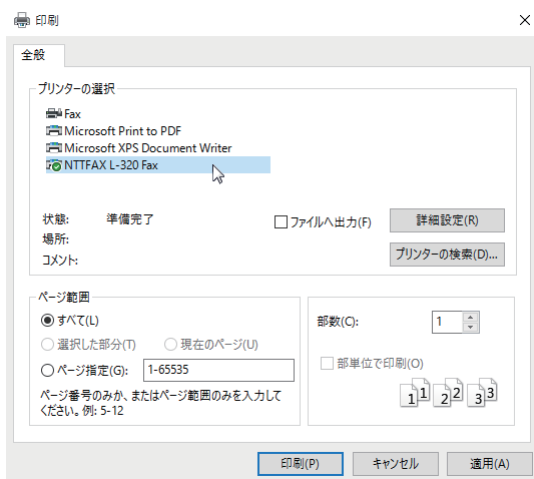 印刷
全般
プリンターの選択
Fax
Microsoft Print to PDF
Microsoft XPS Document Writer
NTTFAX L-320 Fax
状態: 準備完了
場所:
コメント:
ファイルへ出力(F)
詳細設定(R)
プリンターの検索(D)...
ページ範囲
すべて(L)
選択した部分(T) 現在のページ(U)
ページ指定(G): 1-65535
ページ番号のみか、またはページ範囲のみを入力して
ください。例: 5-12
部数(C): 1
部単位で印刷(O)
1 1 2 2 3 3
印刷(P) キャンセル 適用(A)